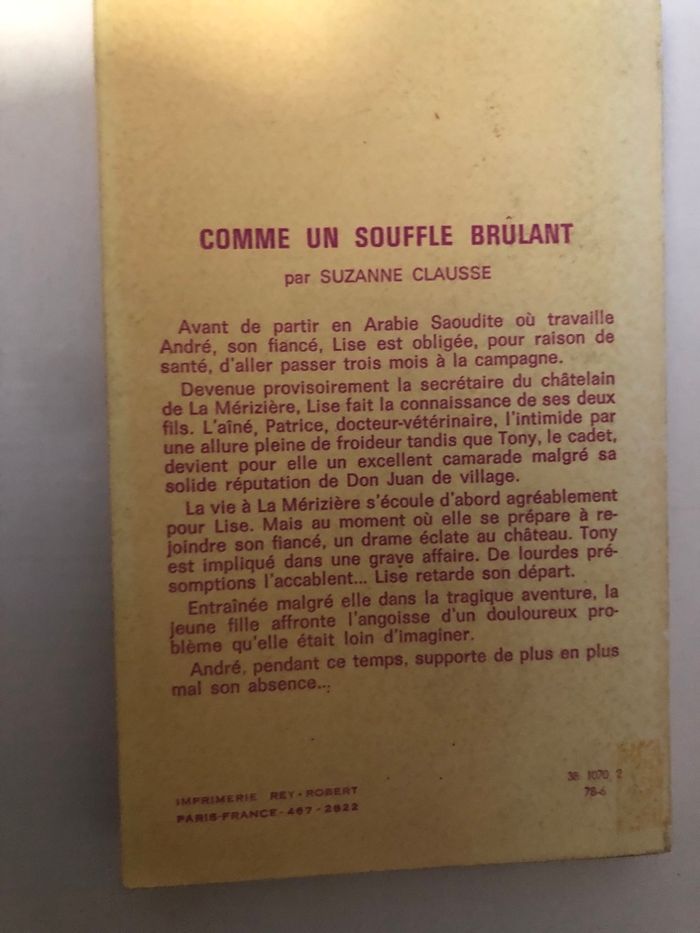 COMME UN SOUFFLE BRÛLANT
par SUZANNE CLAUSSE
Avant de partir en Arabie Saoudite où travaille
André, son fiancé, Lise est obligée, pour raison de
santé, d'aller passer trois mois à la campagne.
Devenue provisoirement la secrétaire du châtelain
de La Mérizière, Lise fait la connaissance de ses deux
fils. L'aîné, Patrice, docteur-vétérinaire, l'intimide par
une allure pleine de froideur tandis que Tony, le cadet,
devient pour elle un excellent camarade malgré sa
solide réputation de Don Juan de village.
La vie à La Mérizière s'écoule d'abord agréablement
pour Lise. Mais au moment où elle se prépare à re-
joindre son fiancé, un drame éclate au château. Tony
est impliqué dans une grave affaire. De lourdes pré-
somptions l'accablent... Lise retarde son départ.
Entraînée malgré elle dans la tragique aventure, la
jeune fille affronte l'angoisse d'un douloureux pro-
blème qu'elle était loin d'imaginer.
André, pendant ce temps, supporte de plus en plus
mal son absence...
IMPRIMERIE REY-ROBERT
PARIS-FRANCE-467-2822
38 1070 2
78-6